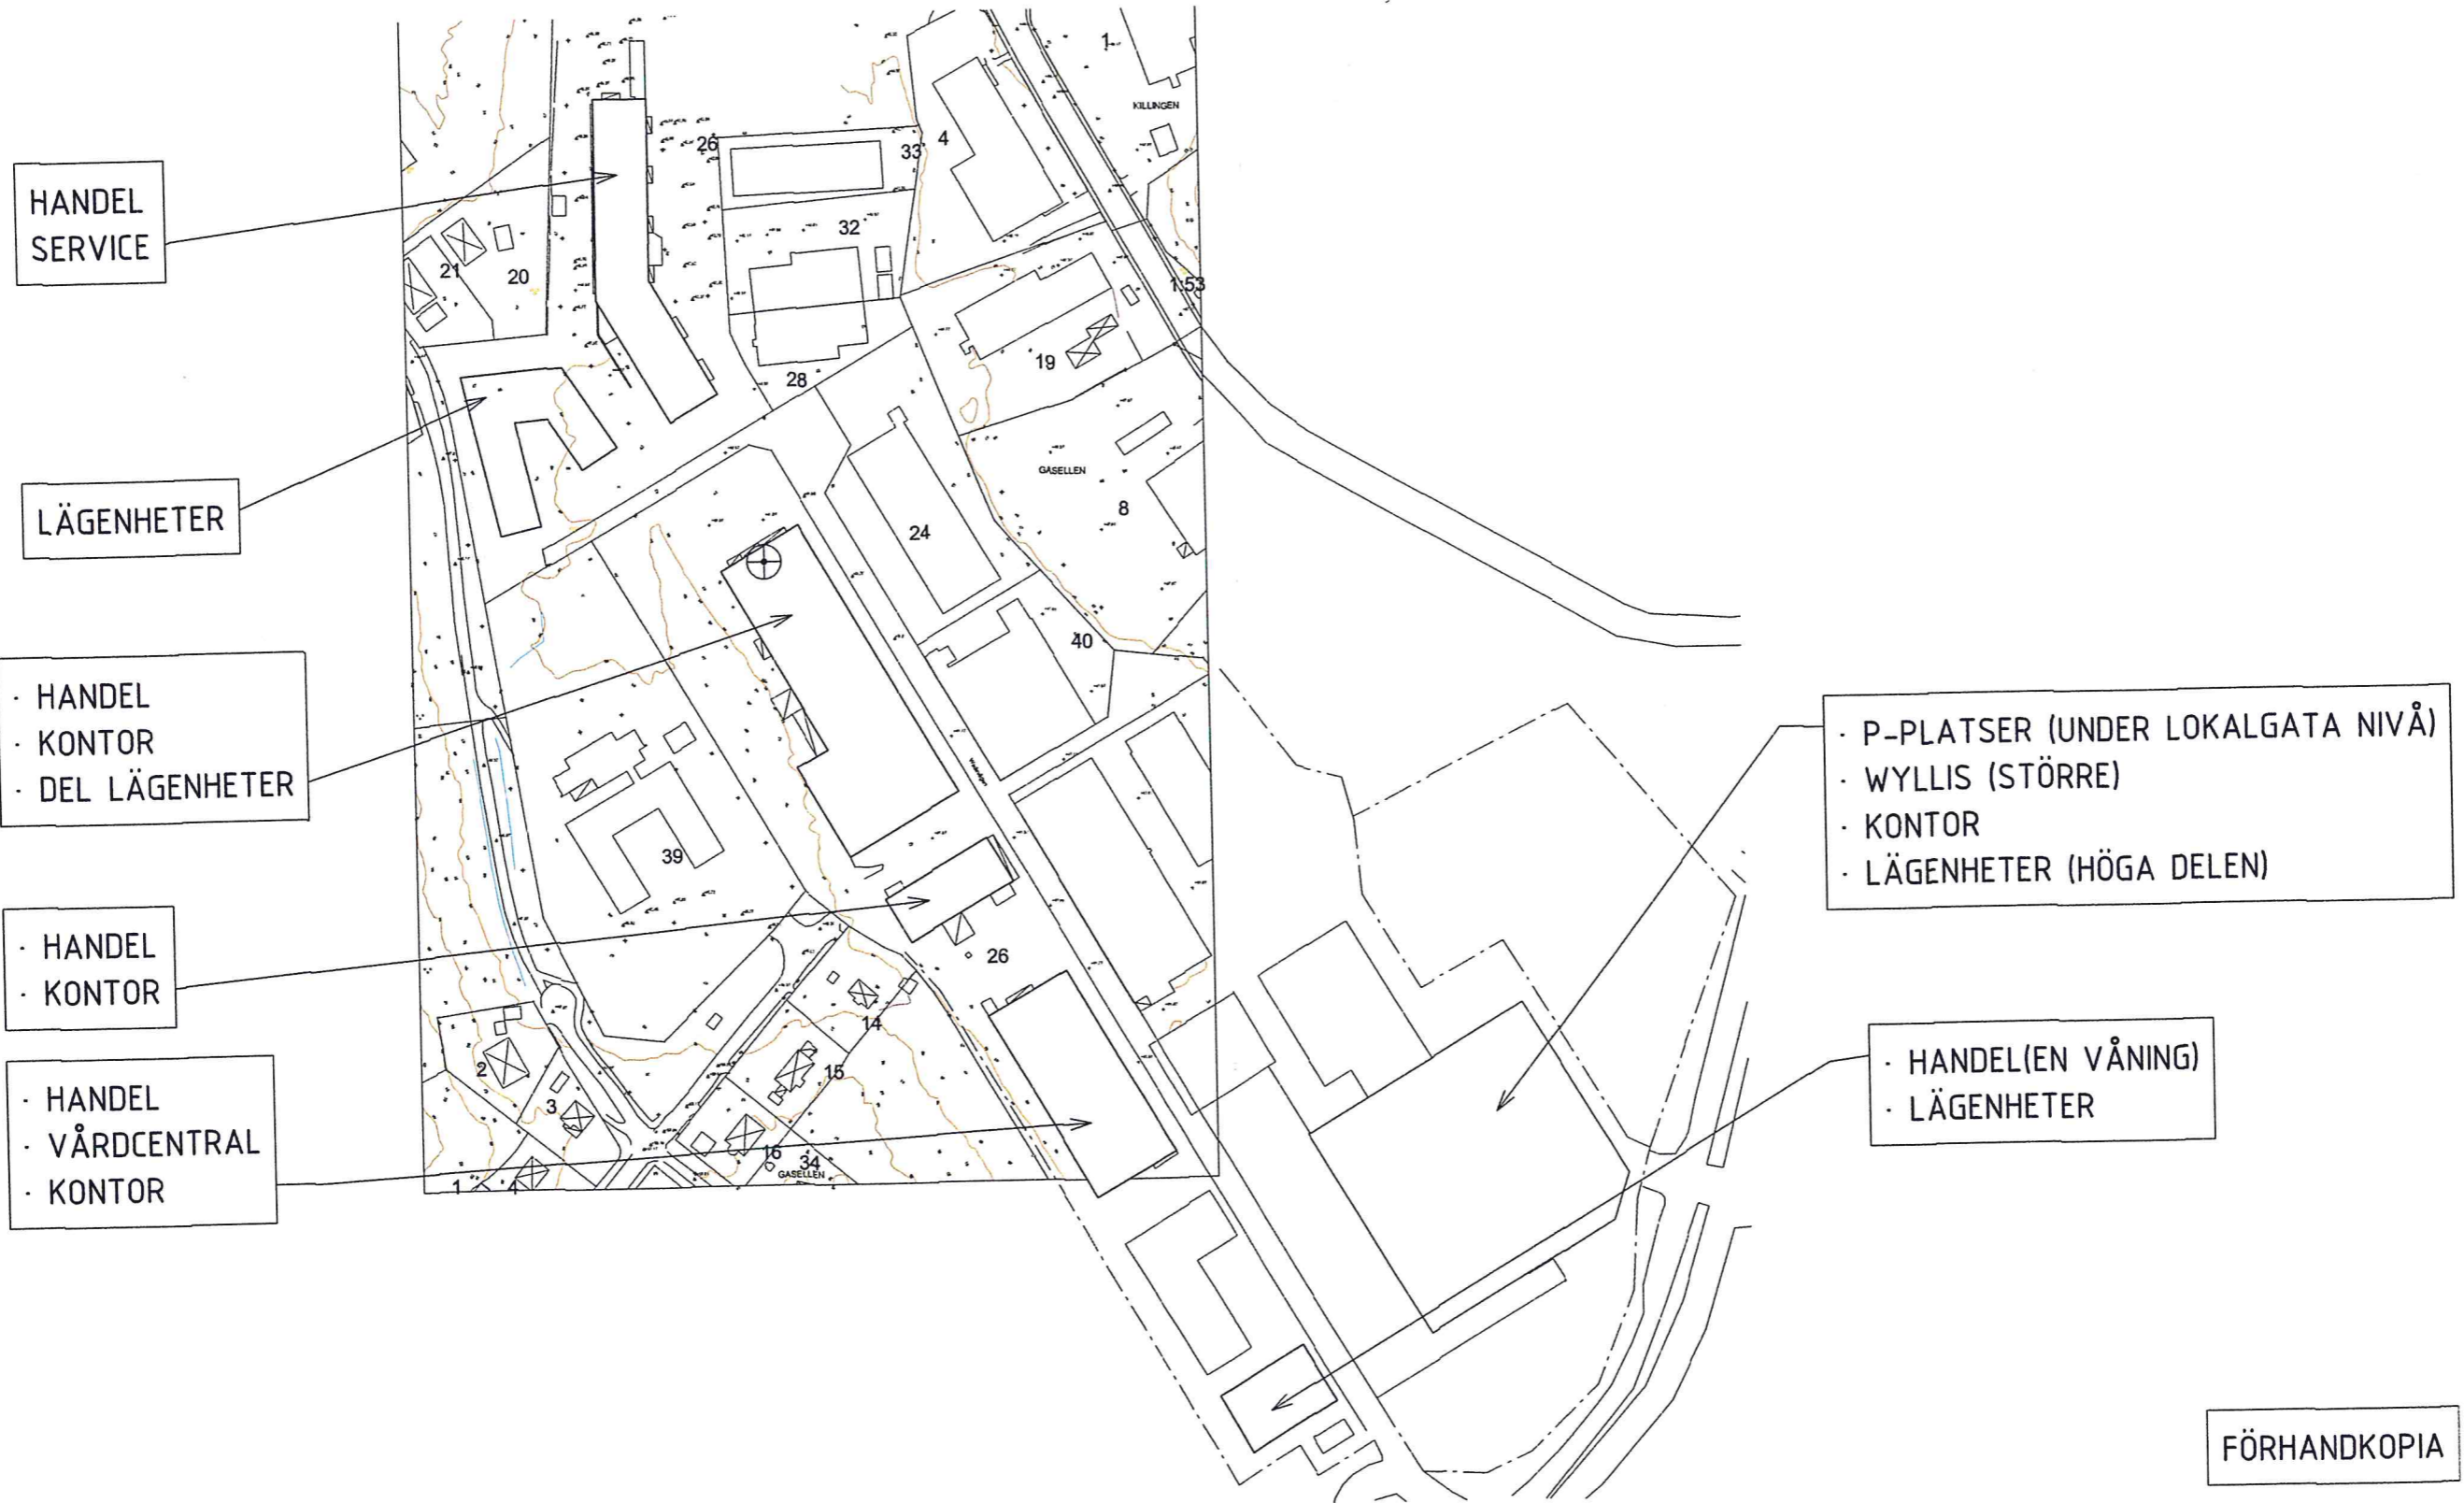 HANDEL
SERVICE
LÄGENHETER
· HANDEL
· KONTOR
· DEL LÄGENHETER
· HANDEL
· KONTOR
· HANDEL
· VÅRDCENTRAL
· KONTOR
· P-PLATSER (UNDER LOKALGATA NIVÅ)
· WYLLIS (STÖRRE)
· KONTOR
· LÄGENHETER (HÖGA DELEN)
· HANDEL(EN VÅNING)
· LÄGENHETER
FÖRHANDKOPIA
1
KILLINGEN
26
33
4
32
21
20
1:53
19
28
GASELLEN
8
24
40
39
26
14
15
2
3
16
34
GASELLEN
1
4